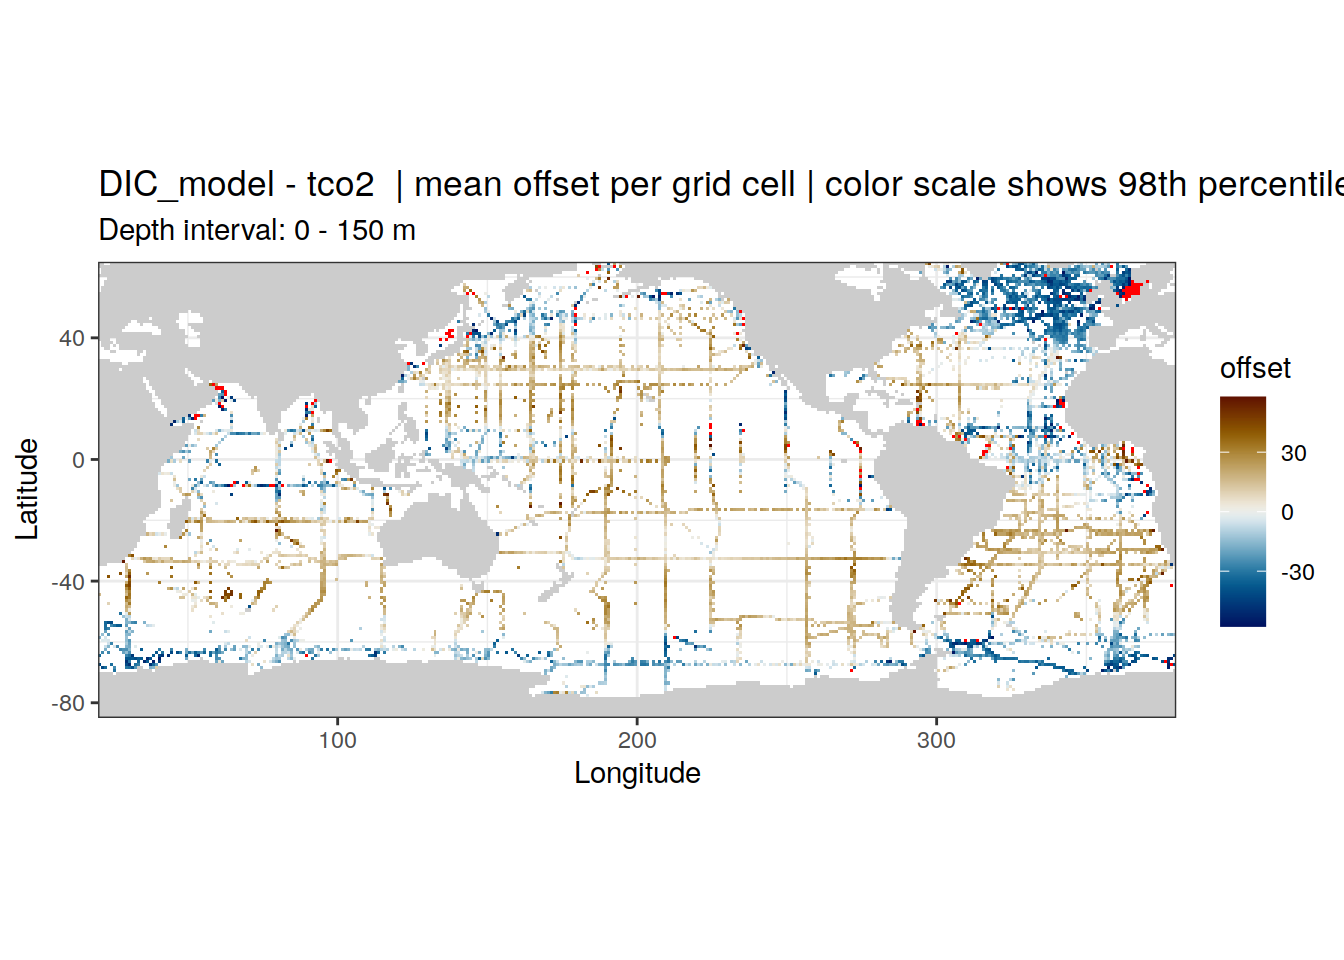 DIC_model - tco2 | mean offset per grid cell | color scale shows 98th percentile
Depth interval: 0 - 150 m
offset
30
0
-30
40
0
-40
-80
Latitude
100
200
300
Longitude